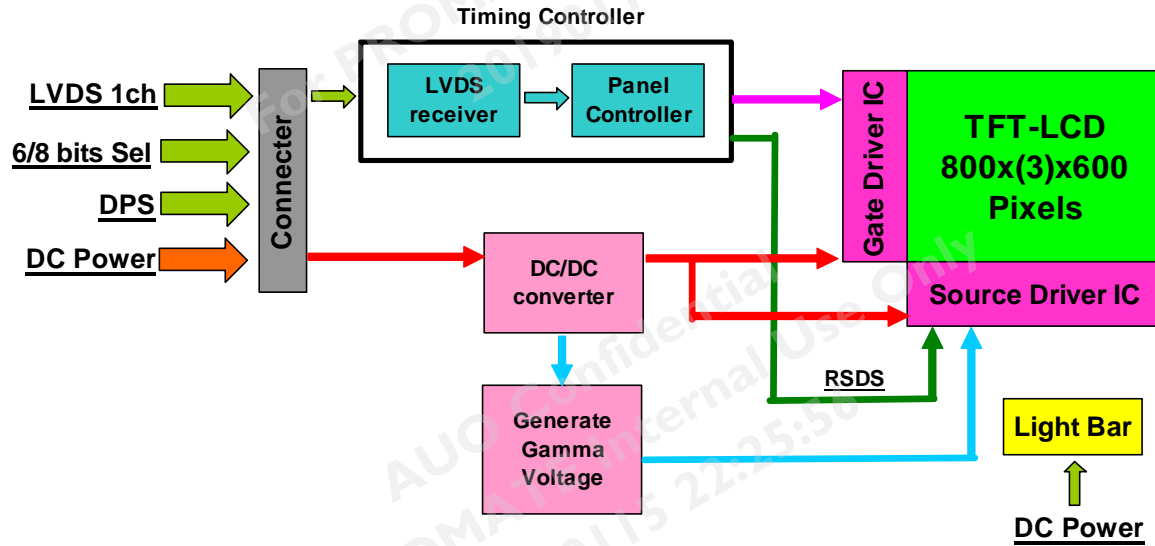 Timing Controller
LVDS 1ch
6/8 bits Sel
DPS
DC Power
Connecter
LVDS
receiver
Panel
Controller
Gate Driver IC
TFT-LCD
800x(3)x600
Pixels
Source Driver IC
DC/DC
converter
RSDS
Generate
Gamma
Voltage
Light Bar
DC Power
AUO Confidential
Internal Use Only